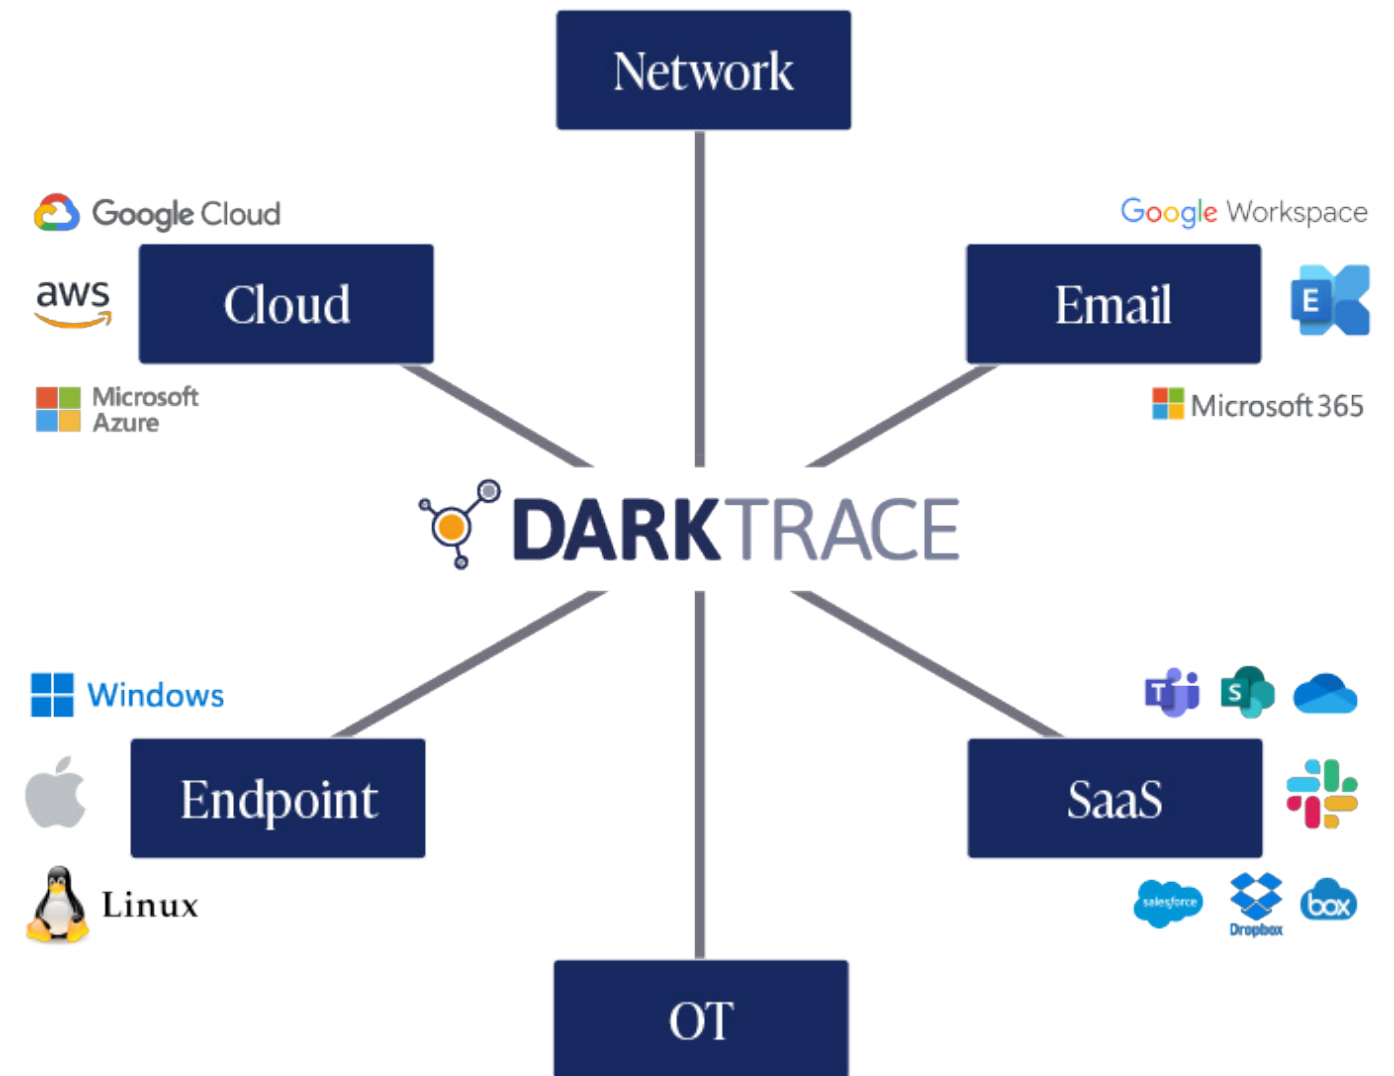 Network
Google Cloud
Google Workspace
aws
Cloud
Email
E
Microsoft
Azure
Microsoft 365
DARKTRACE
Windows
T
S
Endpoint
SaaS
Linux
salesforce
Dropbox
box
OT